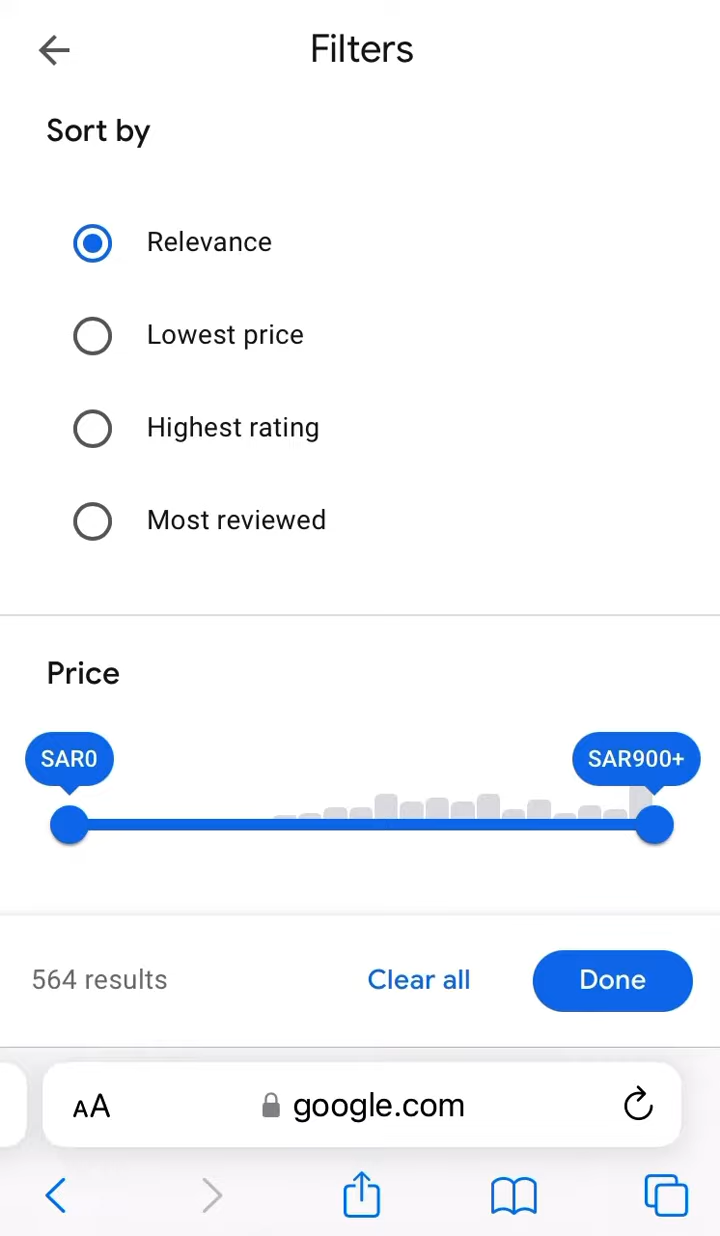 Filters
Sort by
Relevance
Lowest price
Highest rating
Most reviewed
Price
SAR0 SAR900+
564 results Clear all Done
AA google.com